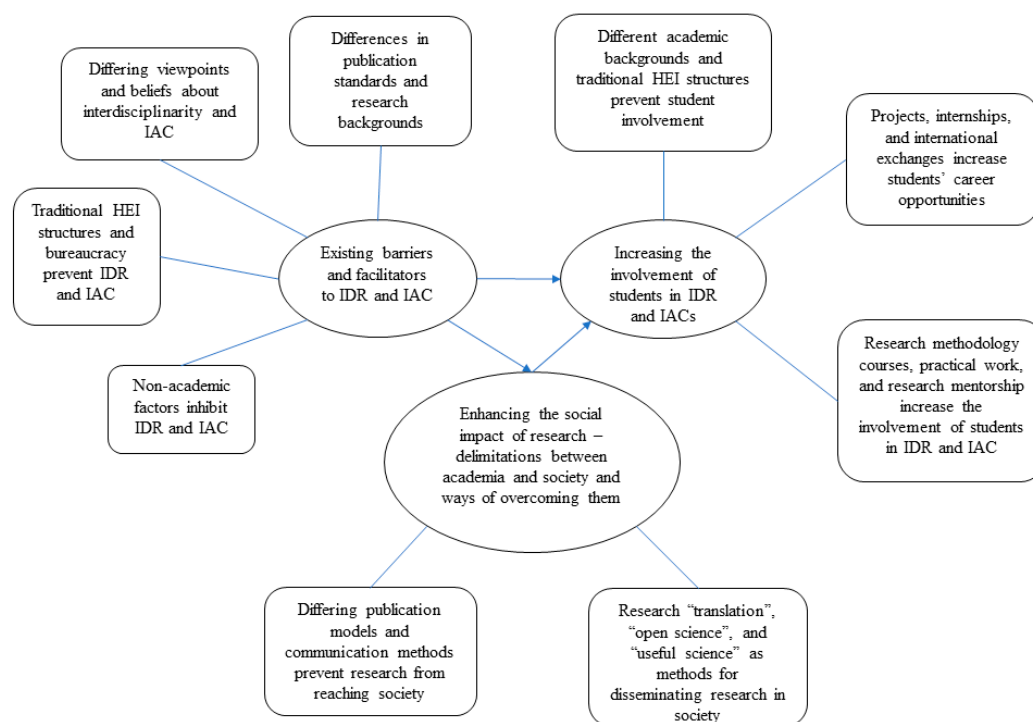 Differing viewpoints
and beliefs about
interdisciplinarity and
IAC
Differences in
publication
standards and
research
backgrounds
Different academic
backgrounds and
traditional HEI structures
prevent student
involvement
Projects, internships,
and international
exchanges increase
students’ career
opportunities
Traditional HEI
structures and
bureaucracy
prevent IDR
and IAC
Existing barriers
and facilitators
to IDR and IAC
Increasing the
involvement of
students in IDR
and IACs
Non-academic
factors inhibit
IDR and IAC
Research methodology
courses, practical work,
and research mentorship
increase the
involvement of students
in IDR and IAC
Enhancing the social
impact of research –
delimitations between
academia and society and
ways of overcoming them
Differing publication
models and
communication methods
prevent research from
reaching society
Research “translation”,
“open science”, and
“useful science” as
methods for
disseminating research in
society